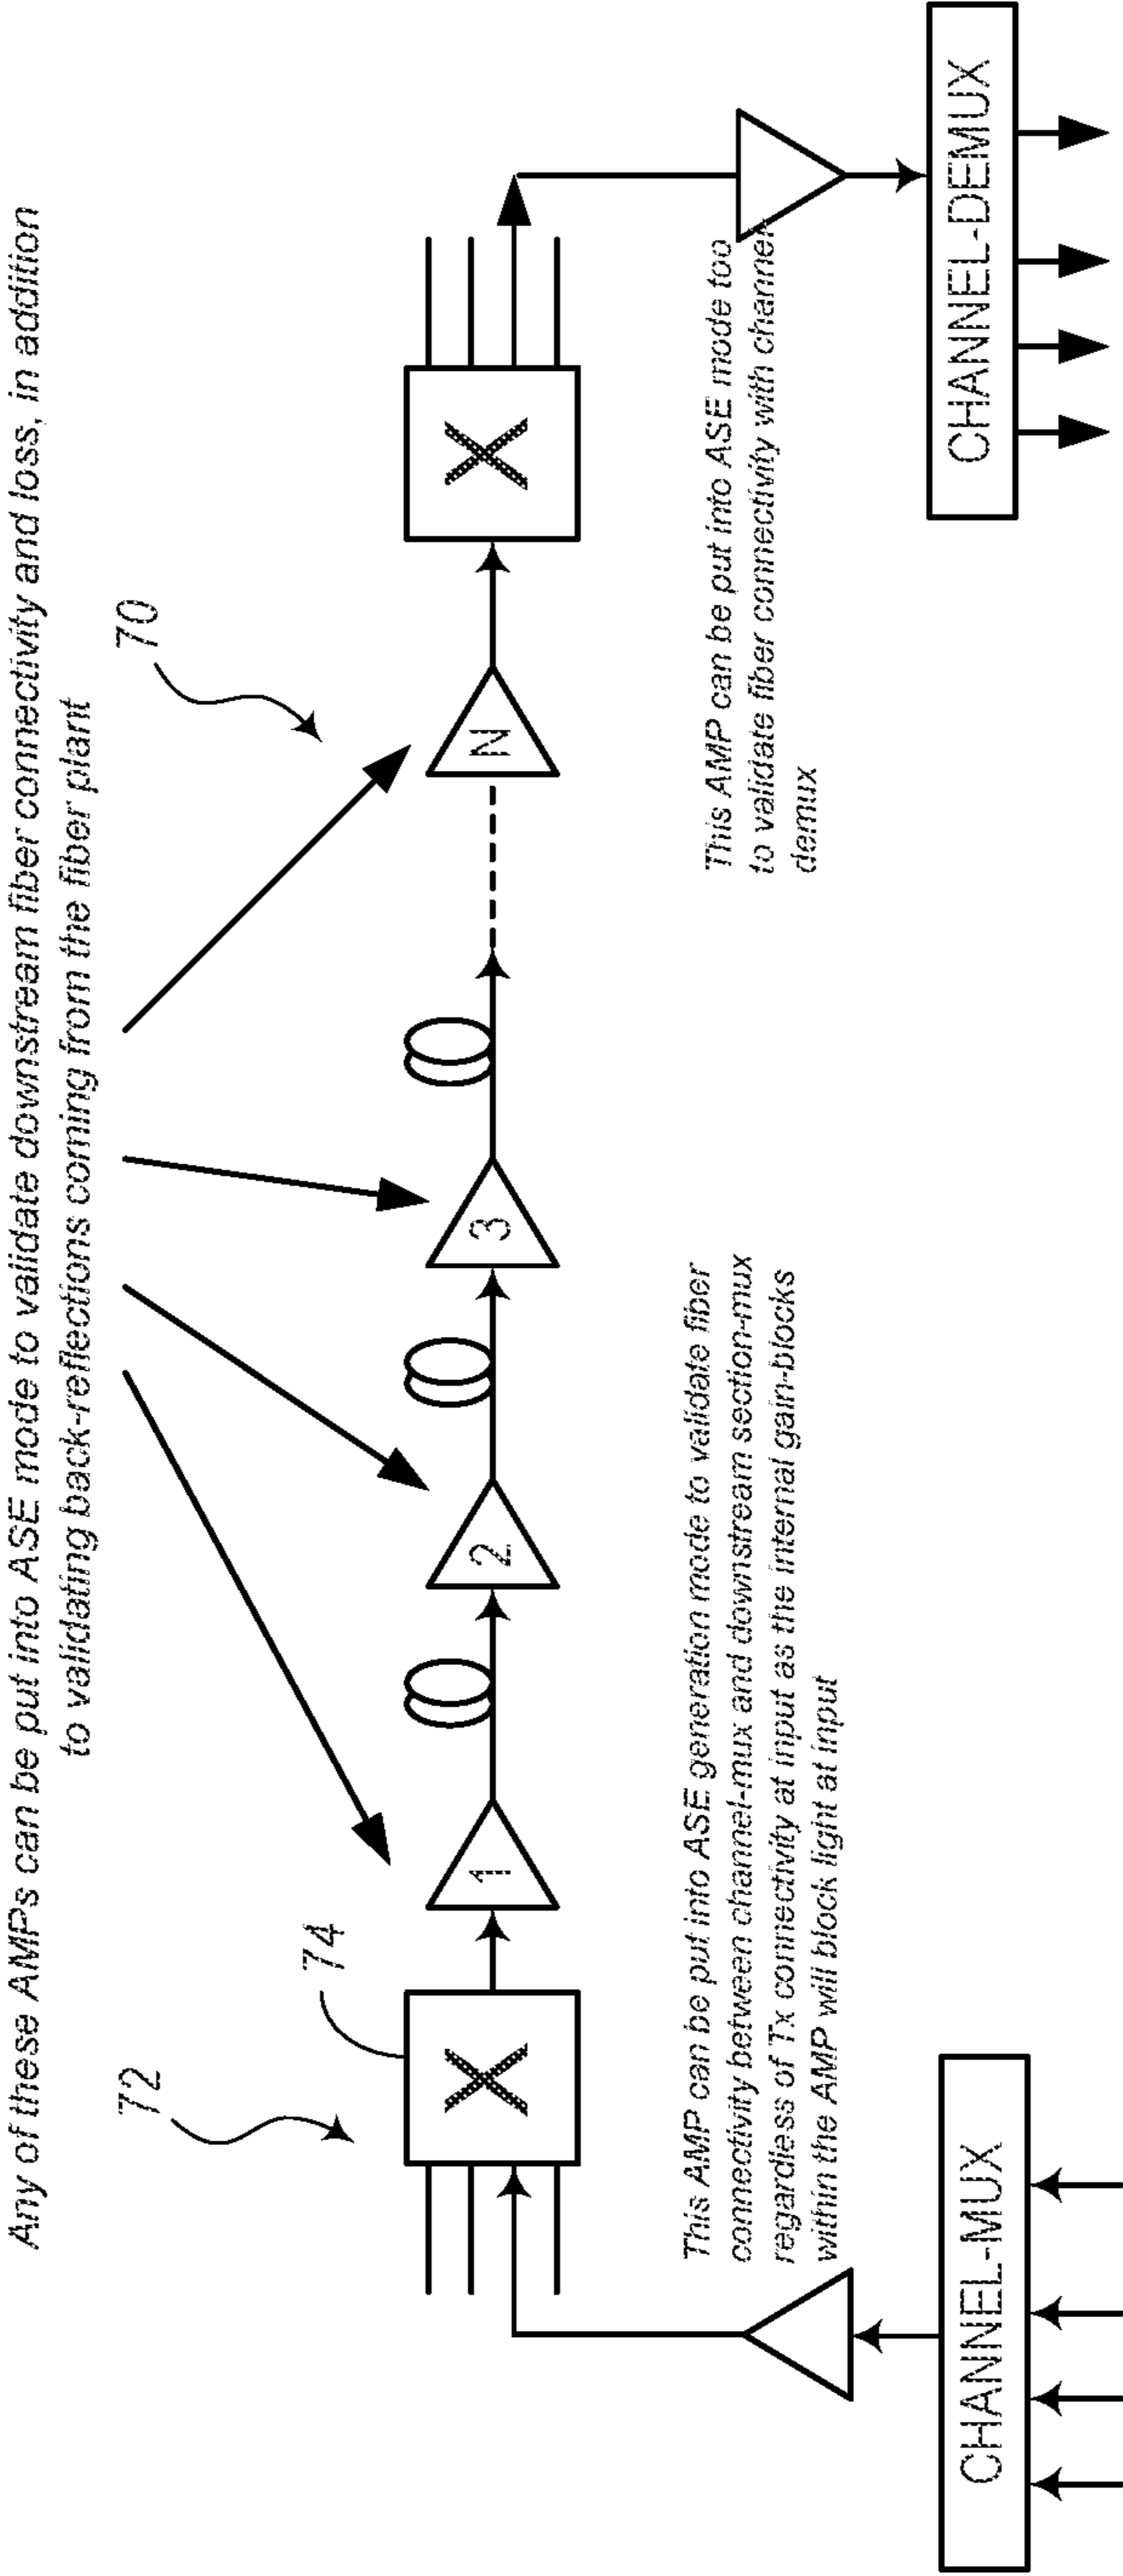 Any of these AMPs can be put into ASE mode to validate downstream fiber connectivity and loss, in addition
to validating back-reflections coming from the fiber plant
70
72
74
X
1
2
3
N
X
This AMP can be put into ASE generation mode to validate fiber
connectivity between channel-mux and downstream section-mux
regardless of Tx connectivity at input as the internal gain-blocks
within the AMP will block light at input
This AMP can be put into ASE mode too
to validate fiber connectivity with channel
demux
CHANNEL-MUX
CHANNEL-DEMUX